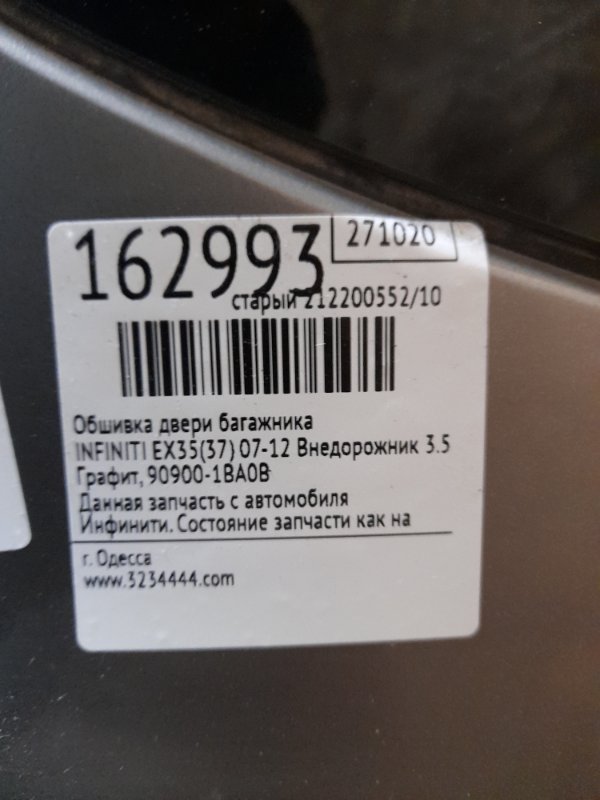 162993
271020
старый 212200552/10
Обшивка двери багажника
INFINITI EX35(37) 07-12 Внедорожник 3.5
Графит, 90900-1BA0B
Данная запчасть с автомобиля
Инфинити. Состояние запчасти как на
г. Одесса
www.3234444.com